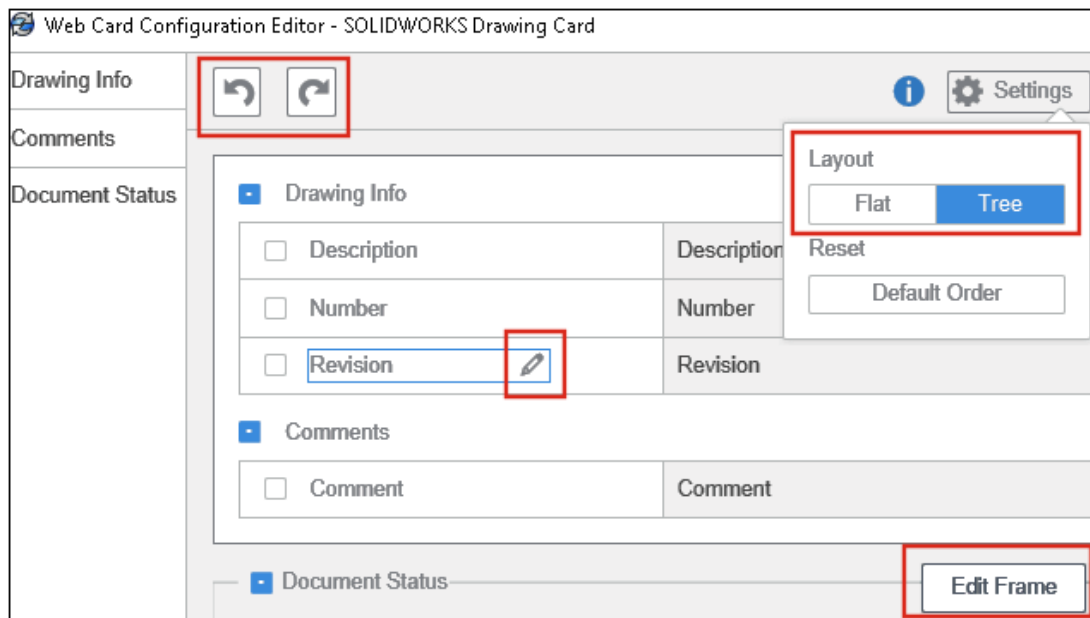 Web Card Configuration Editor - SOLIDWORKS Drawing Card
Drawing Info
Comments
Document Status
Settings
Layout
Flat Tree
Reset
Default Order
Drawing Info
Description Description
Number Number
Revision Revision
Comments
Comment Comment
Document Status
Edit Frame